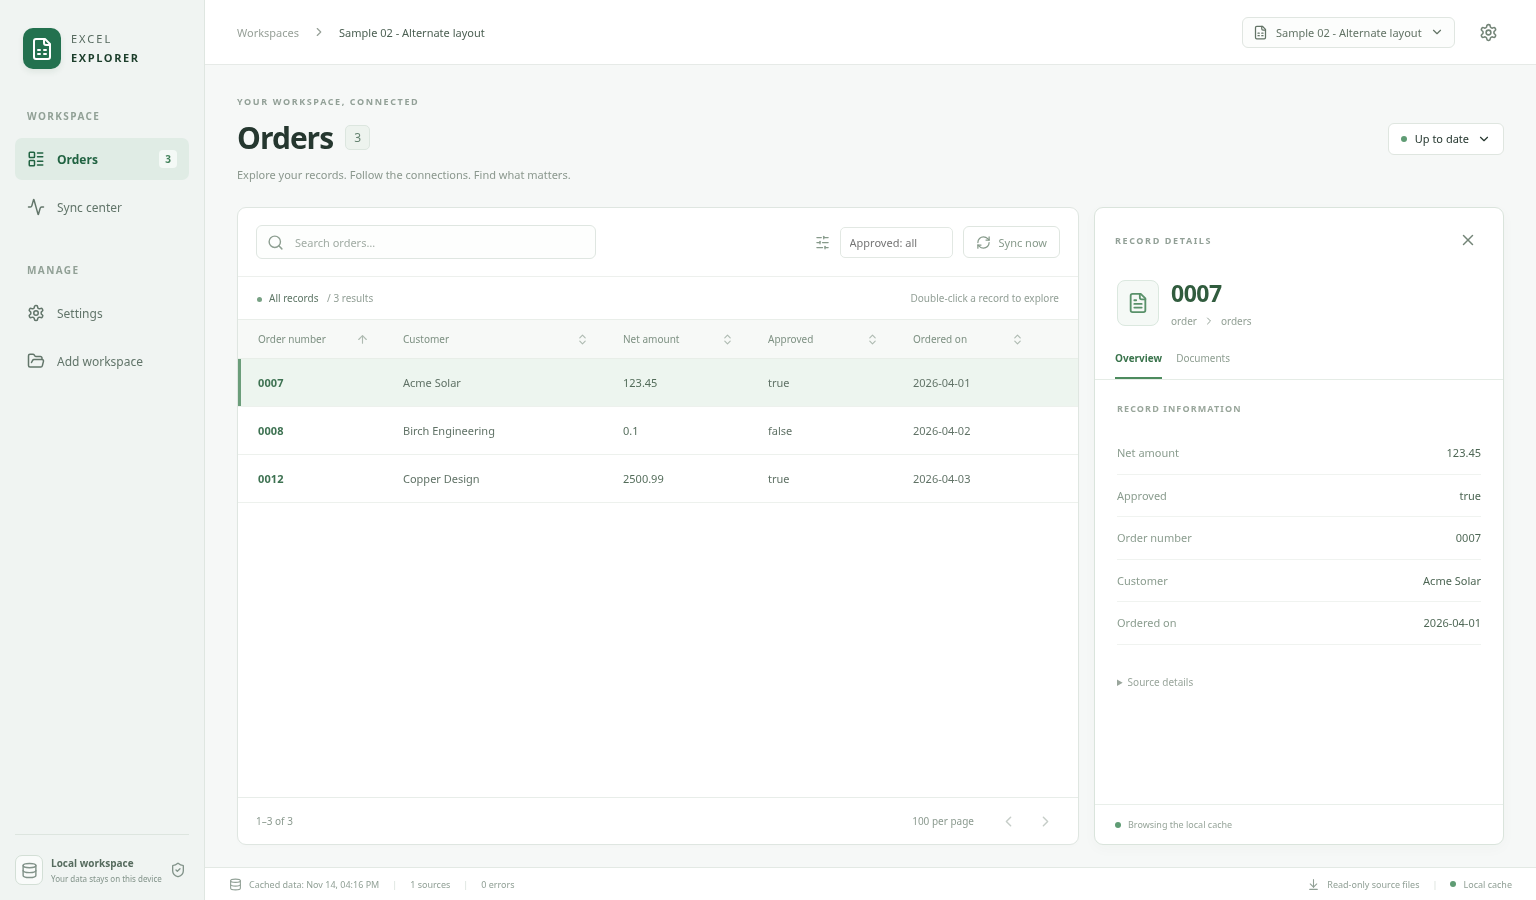 EXCEL
EXPLORER
WORKSPACE
Orders 3
Sync center
MANAGE
Settings
Add workspace
Local workspace
Your data stays on this device
Workspaces Sample 02 - Alternate layout
Sample 02 - Alternate layout
YOUR WORKSPACE, CONNECTED
Orders 3
Up to date
Explore your records. Follow the connections. Find what matters.
Search orders...
Approved: all
Sync now
All records / 3 results
Double-click a record to explore
Order number Customer Net amount Approved Ordered on
0007 Acme Solar 123.45 true 2026-04-01
0008 Birch Engineering 0.1 false 2026-04-02
0012 Copper Design 2500.99 true 2026-04-03
1–3 of 3
100 per page
RECORD DETAILS
0007
order orders
Overview Documents
RECORD INFORMATION
Net amount 123.45
Approved true
Order number 0007
Customer Acme Solar
Ordered on 2026-04-01
Source details
Browsing the local cache
Cached data: Nov 14, 04:16 PM | 1 sources | 0 errors
Read-only source files | Local cache